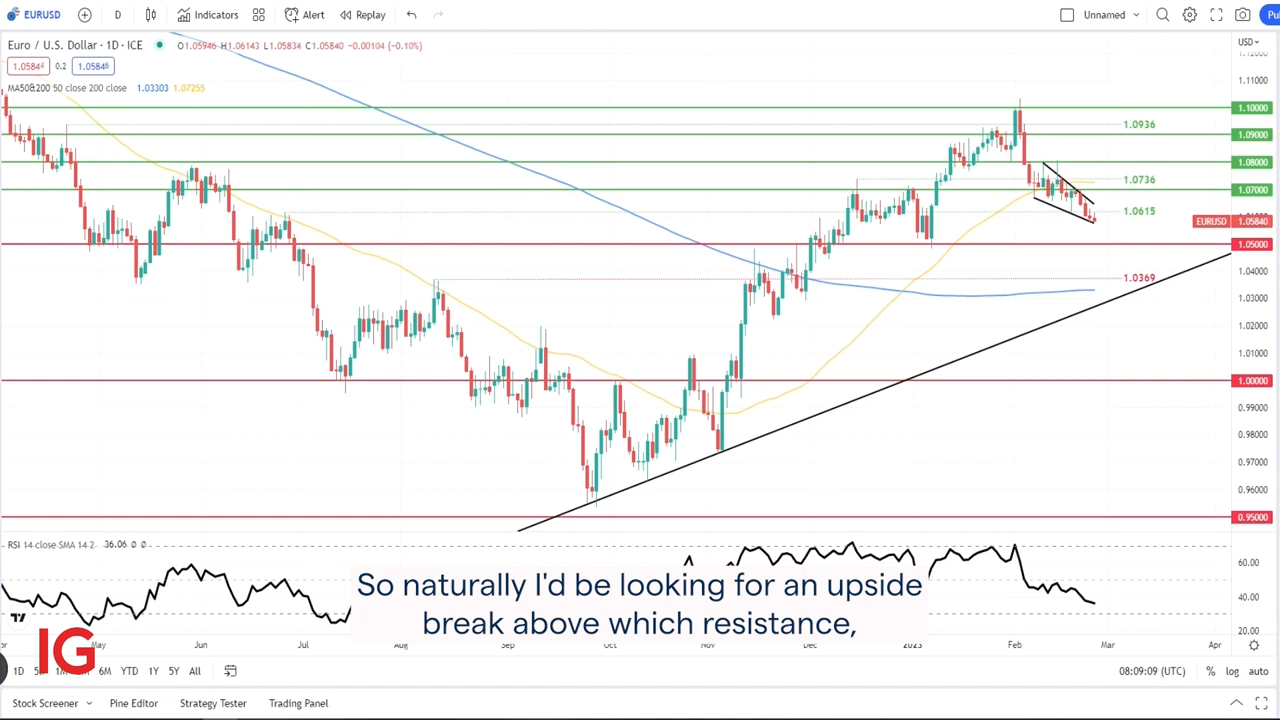 EURUSD
D
Indicators
Alert
Replay
Unnamed
Euro / U.S. Dollar · 1D · ICE
O1.05946 H1.06143 L1.05834 C1.05840 -0.00104 (-0.10%)
1.05844
0.2
1.05846
MA50&200 50 close 200 close 1.03303 1.07255
USD
1.12000
1.11000
1.10000
1.0936
1.09000
1.08000
1.0736
1.07000
1.0615
EURUSD 1.05840
1.05000
1.04000
1.0369
1.03000
1.02000
1.01000
1.00000
0.99000
0.98000
0.97000
0.96000
0.95000
RSI 14 close SMA 14 2 36.06 Ø Ø
60.00
40.00
20.00
So naturally I'd be looking for an upside
break above which resistance,
IG
May Jun Jul Aug Sep Oct Nov Dec 2023 Feb Mar Apr
1D 1M 6M YTD 1Y 5Y All
08:09:09 (UTC) % log auto
Stock Screener Pine Editor Strategy Tester Trading Panel